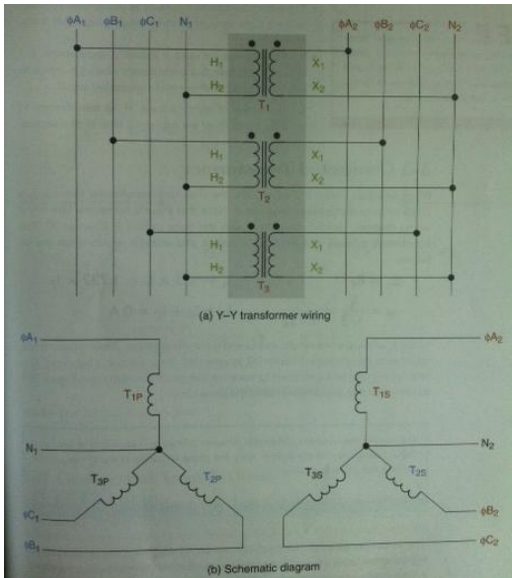 ϕA₁ ϕB₁ ϕC₁ N₁ ϕA₂ ϕB₂ ϕC₂ N₂
H₁ X₁
H₂ X₂
T₁
H₁ X₁
H₂ X₂
T₂
H₁ X₁
H₂ X₂
T₃
(a) Y–Y transformer wiring
ϕA₁ ϕA₂
T₁P T₁S
N₁ N₂
T₃P T₂P T₃S T₂S
ϕC₁ ϕB₂
ϕB₁ ϕC₂
(b) Schematic diagram